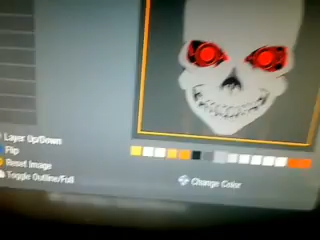 Layer Up/Down
Flip
Reset Image
Toggle Outline/Full
Change Color